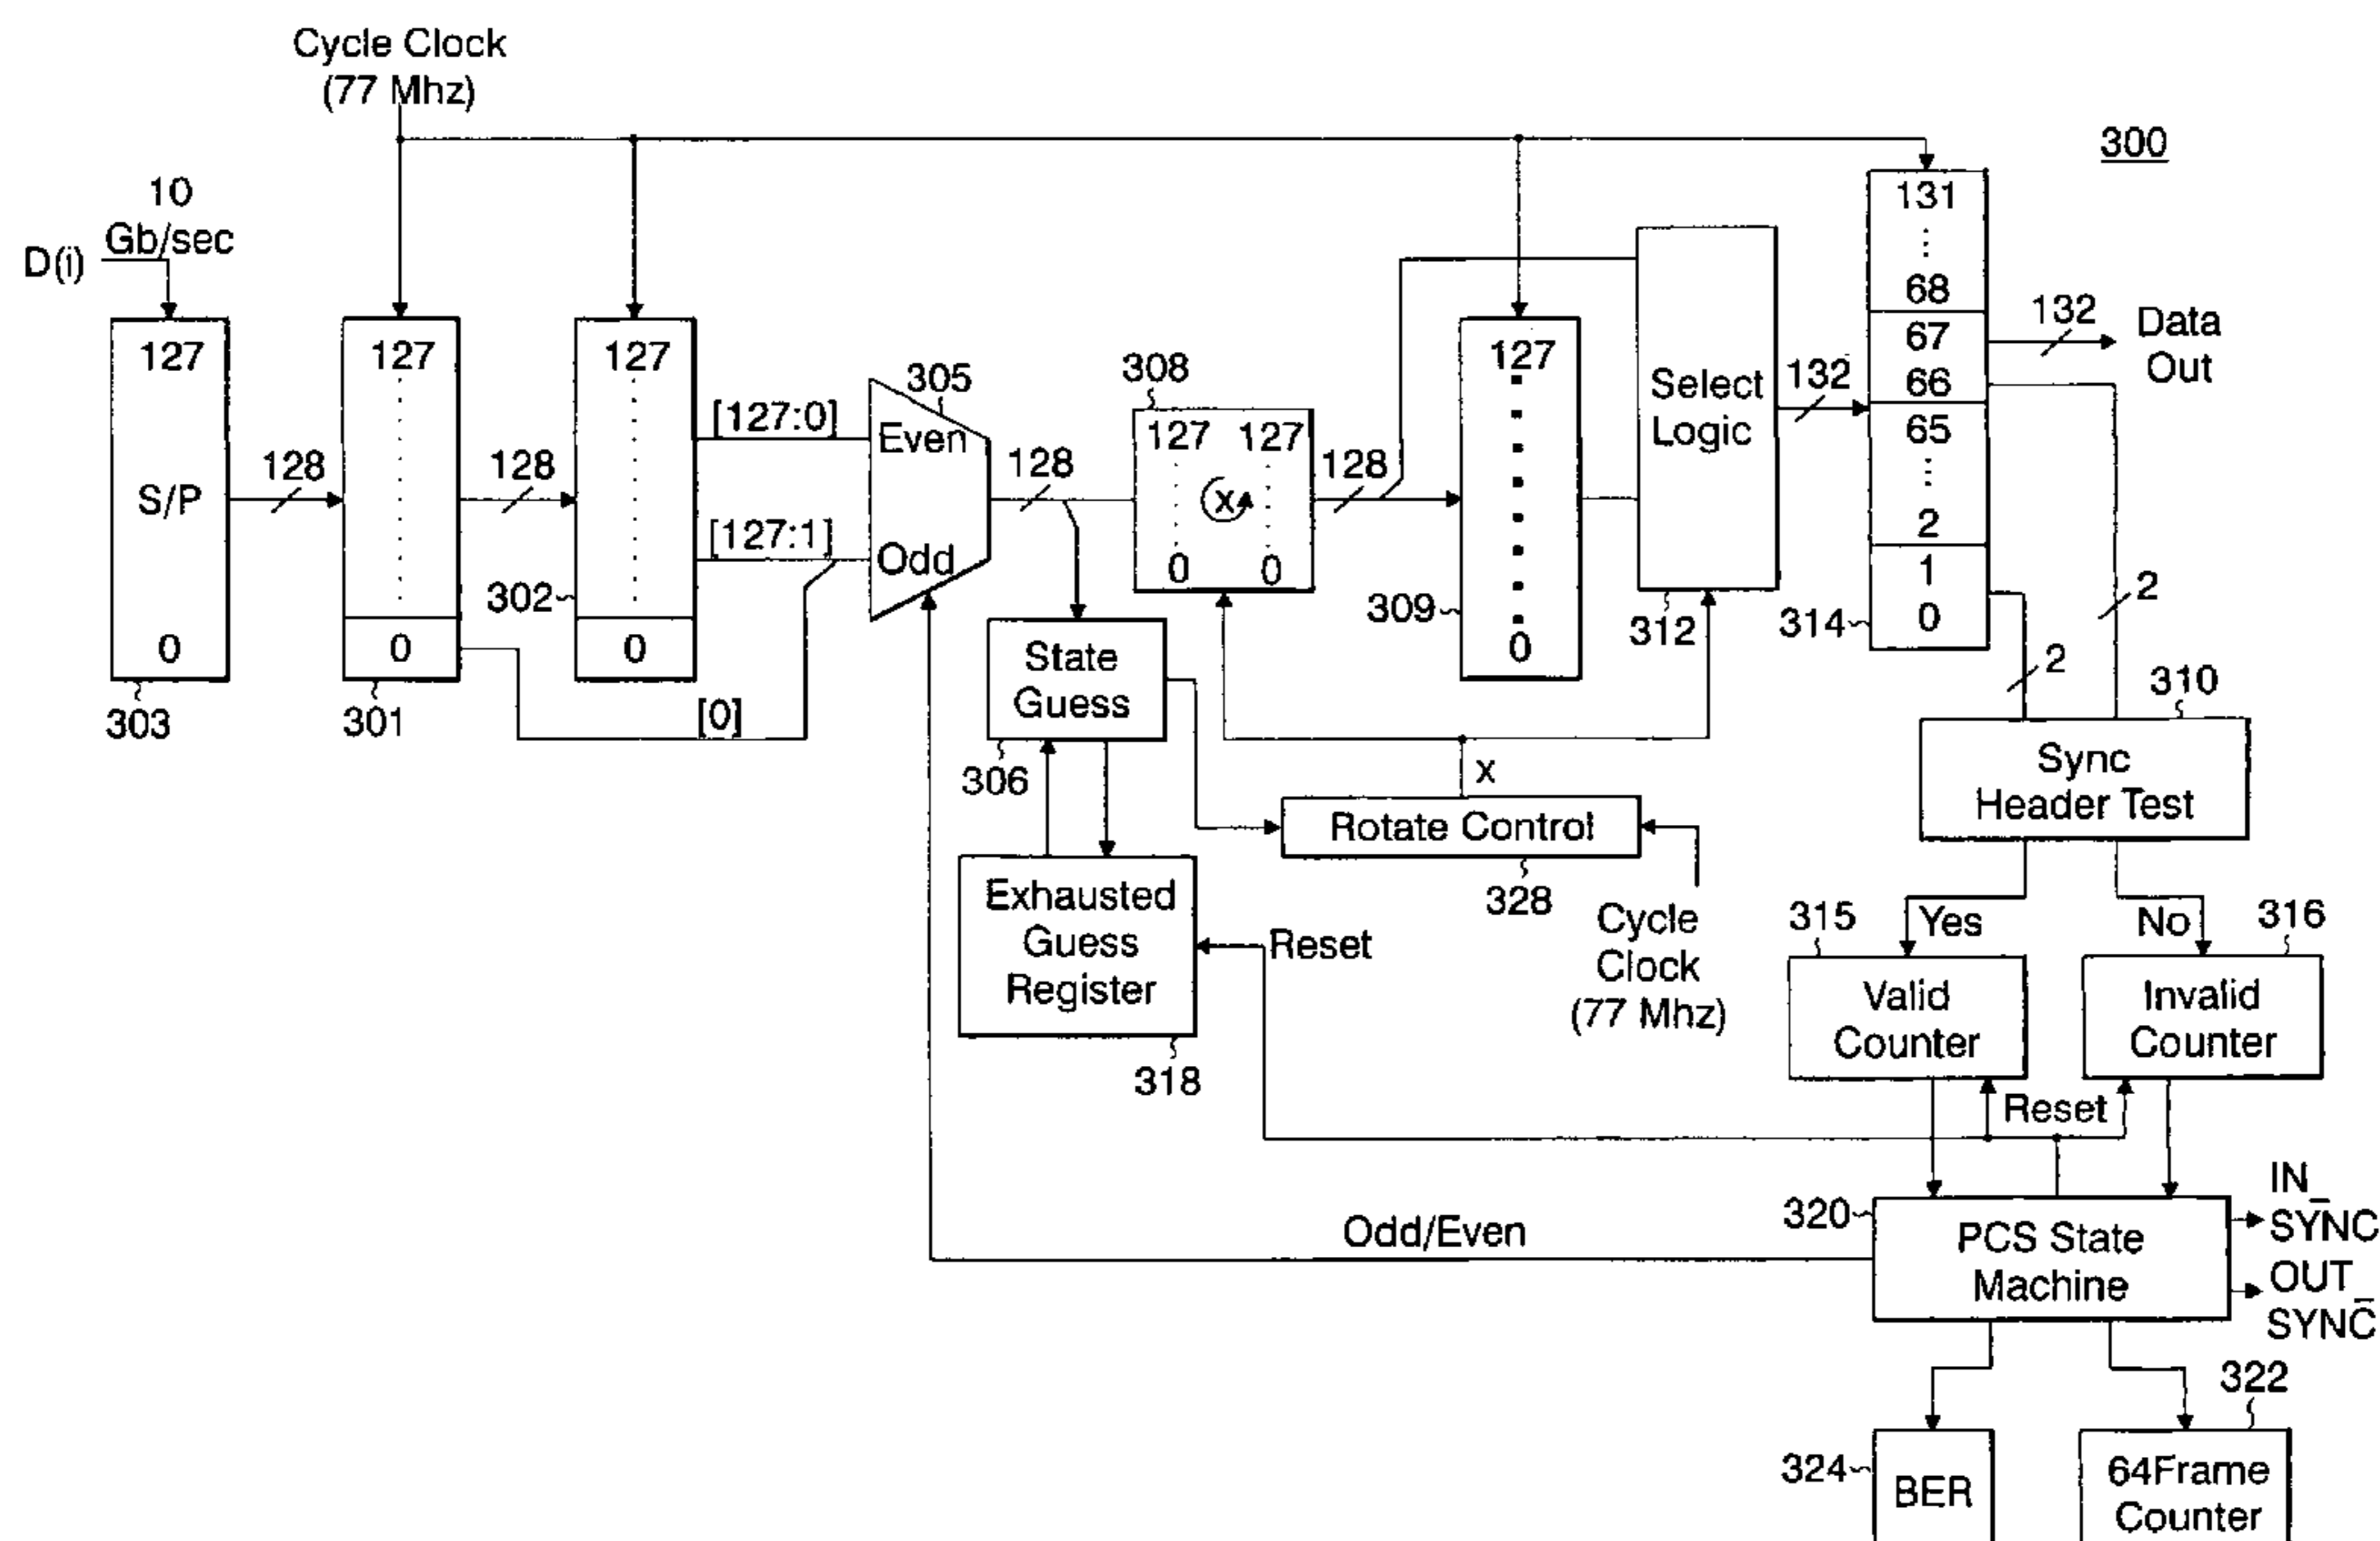 Cycle Clock
(77 Mhz)
300
10
Gb/sec
D(i)
127
S/P
0
303
128
127
0
301
128
127
0
302
[127:0]
[127:1]
[0]
305
Even
Odd
128
308
127 127
x
0 0
128
127
0
309
Select
Logic
312
132
131
68
67
66
65
2
1
0
314
132
Data
Out
2
2
310
State
Guess
306
x
Rotate Control
328
Cycle
Clock
(77 Mhz)
Exhausted
Guess
Register
318
Reset
Sync
Header Test
315
Yes
No
316
Valid
Counter
Invalid
Counter
Reset
Odd/Even
320
PCS State
Machine
IN_
SYNC
OUT_
SYNC
322
324
BER
64Frame
Counter